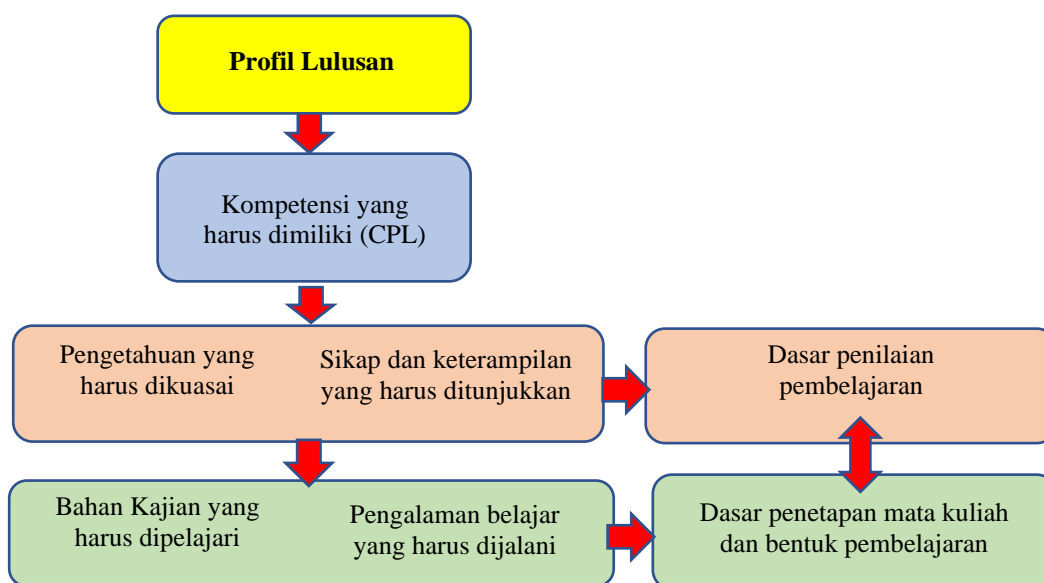 Profil Lulusan
Kompetensi yang
harus dimiliki (CPL)
Pengetahuan yang
harus dikuasai
Sikap dan keterampilan
yang harus ditunjukkan
Dasar penilaian
pembelajaran
Bahan Kajian yang
harus dipelajari
Pengalaman belajar
yang harus dijalani
Dasar penetapan mata kuliah
dan bentuk pembelajaran